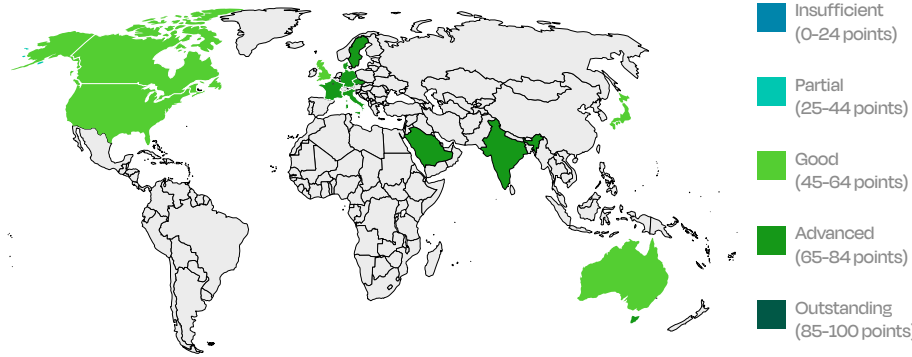 Insufficient
(0-24 points)
Partial
(25-44 points)
Good
(45-64 points)
Advanced
(65-84 points)
Outstanding
(85-100 points)